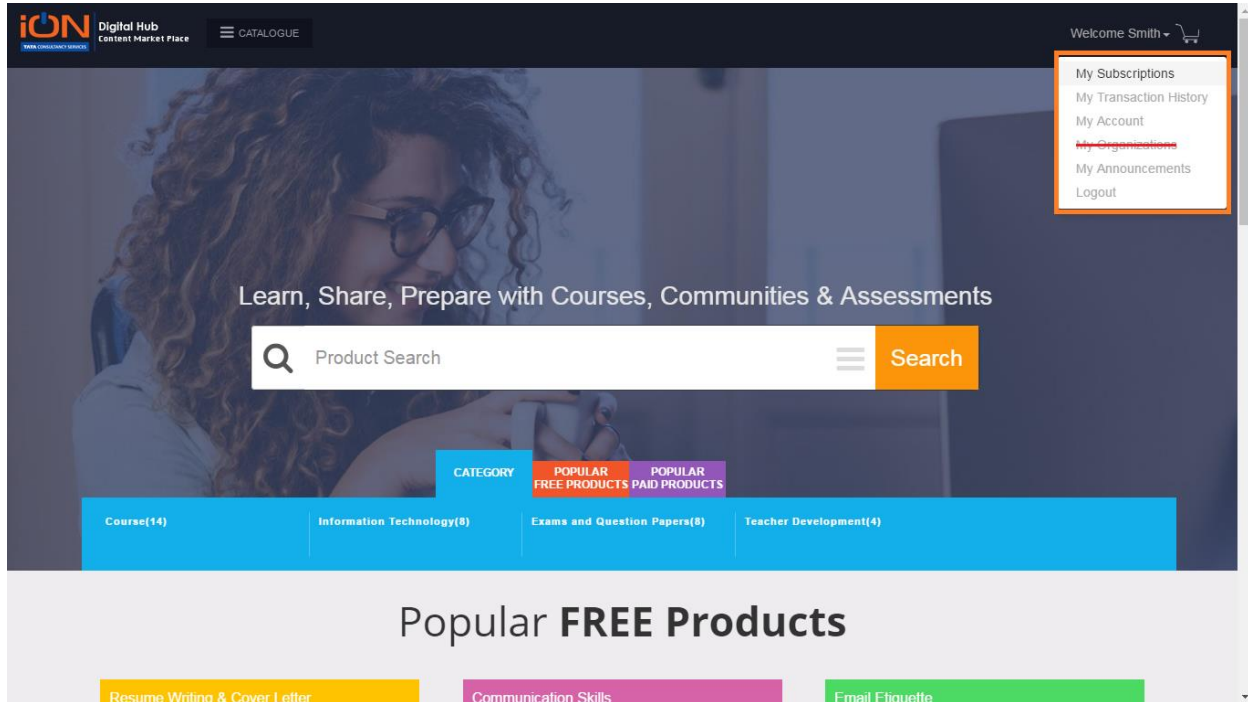 iON
TATA CONSULTANCY SERVICES
Digital Hub
Content Market Place
CATALOGUE
Welcome Smith
My Subscriptions
My Transaction History
My Account
My Organizations
My Announcements
Logout
Learn, Share, Prepare with Courses, Communities & Assessments
Product Search
Search
CATEGORY
POPULAR
FREE PRODUCTS
POPULAR
PAID PRODUCTS
Course(14)
Information Technology(8)
Exams and Question Papers(8)
Teacher Development(4)
Popular FREE Products
Resume Writing & Cover Letter
Communication Skills
Email Etiquette